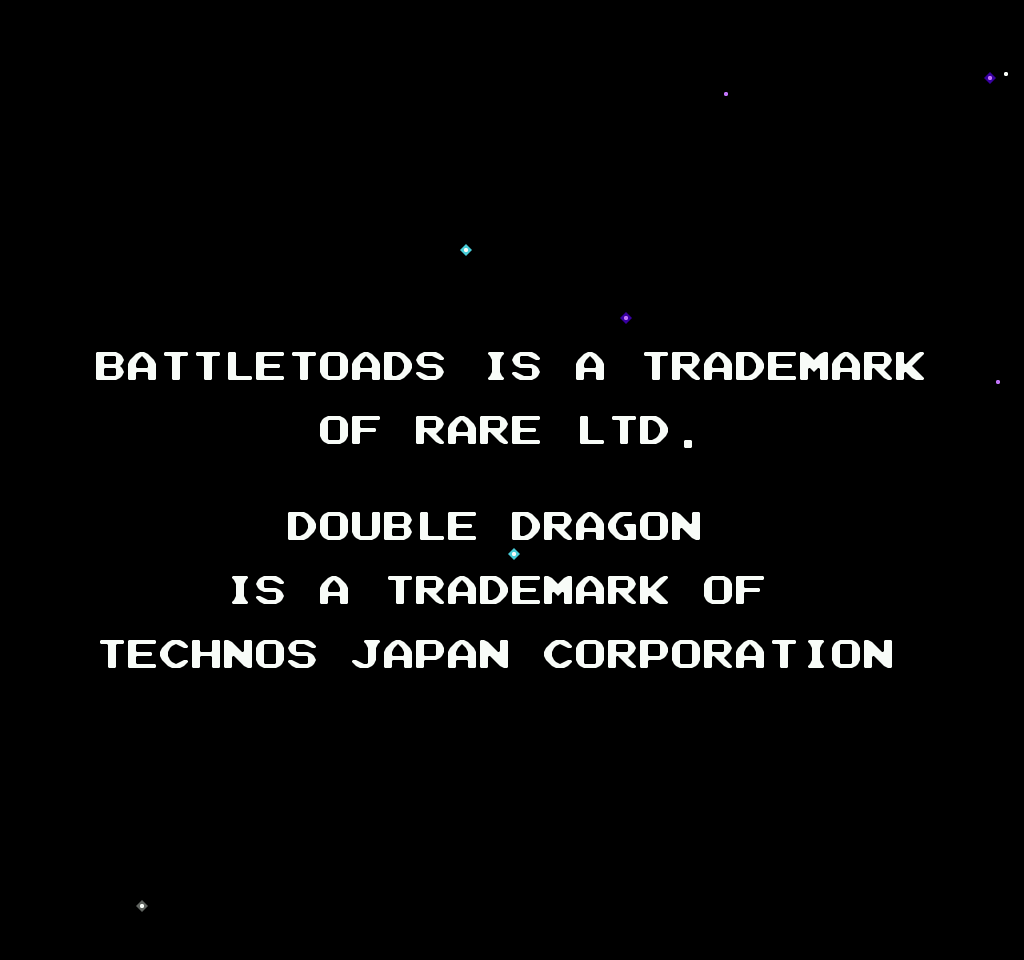 BATTLETOADS IS A TRADEMARK
OF RARE LTD.
DOUBLE DRAGON
IS A TRADEMARK OF
TECHNOS JAPAN CORPORATION